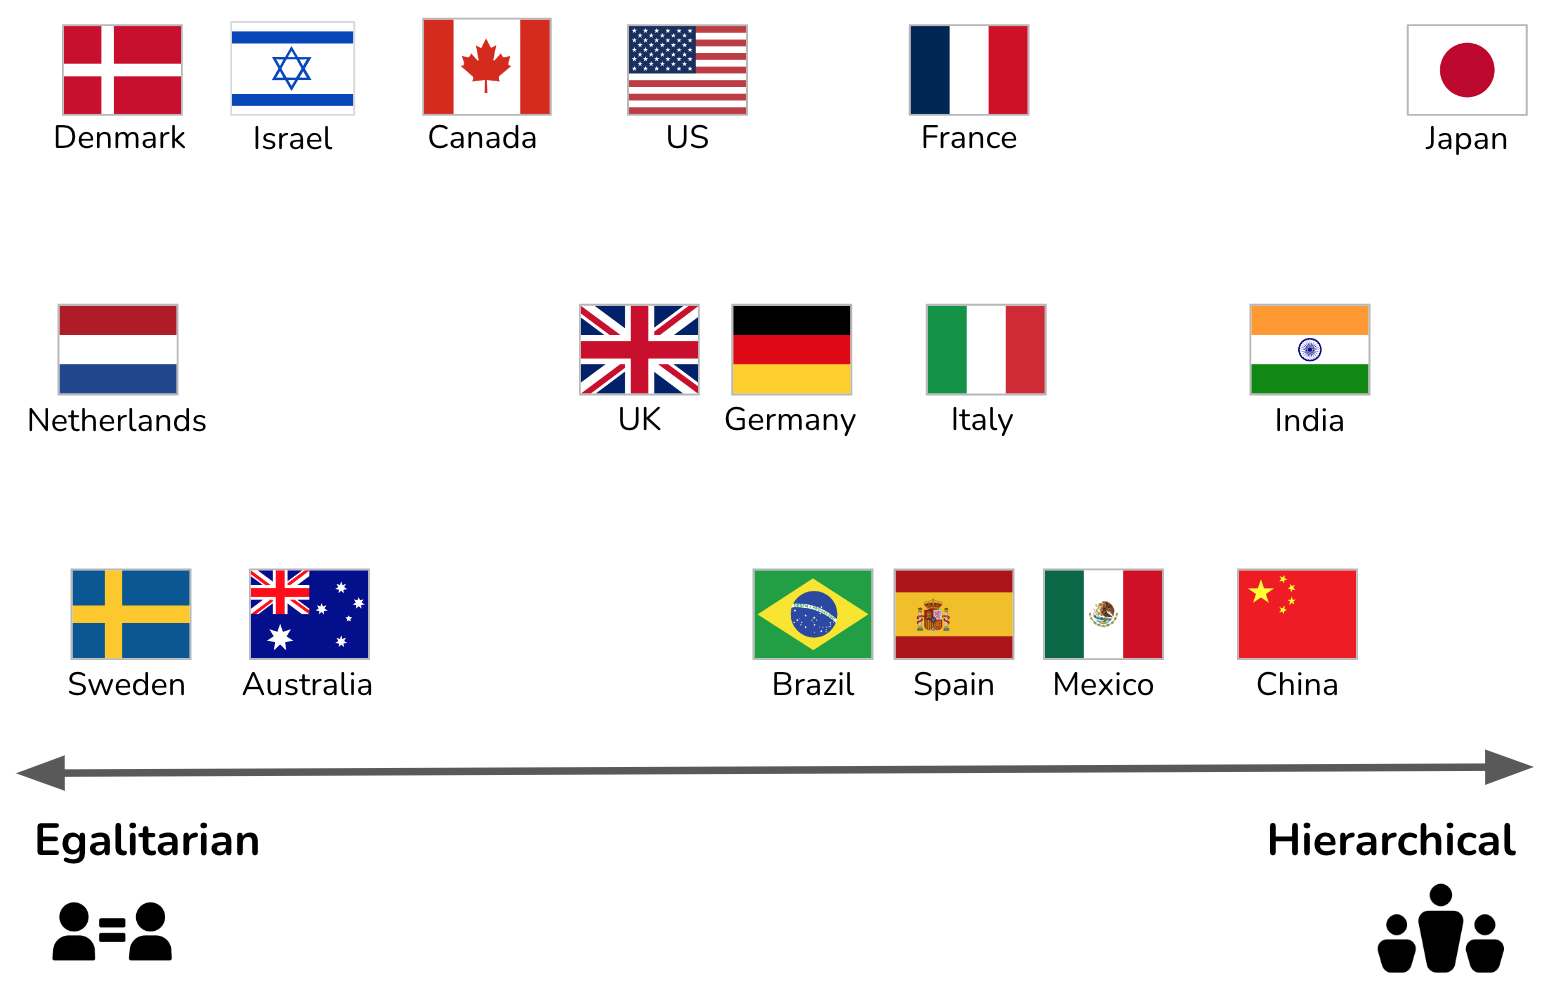 Denmark Israel Canada US France Japan
Netherlands UK Germany Italy India
Sweden Australia Brazil Spain Mexico China
Egalitarian Hierarchical